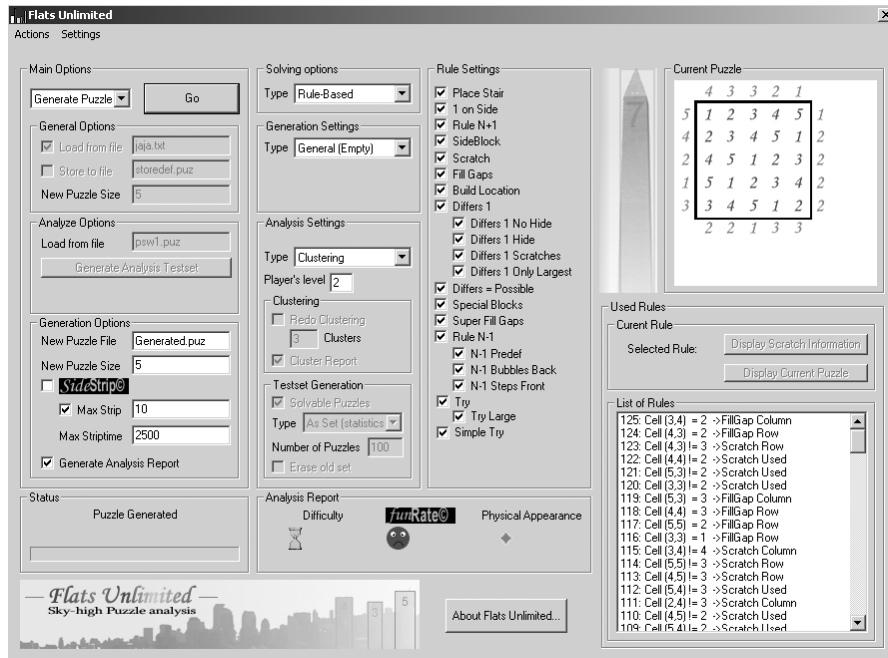 Flats Unlimited
Actions Settings
Main Options
Generate Puzzle
Go
General Options
Load from file jaja.txt
Store to file storedef.puz
New Puzzle Size 5
Analyze Options
Load from file psw1.puz
Generate Analysis Testset
Generation Options
New Puzzle File Generated.puz
New Puzzle Size 5
SideStrip©
Max Strip 10
Max Striptime 2500
Generate Analysis Report
Status
Puzzle Generated
Solving options
Type Rule-Based
Generation Settings
Type General (Empty)
Analysis Settings
Type Clustering
Player's level 2
Clustering
Redo Clustering
3 Clusters
Cluster Report
Testset Generation
Solvable Puzzles
Type As Set (statistics
Number of Puzzles 100
Erase old set
Rule Settings
Place Stair
1 on Side
Rule N+1
SideBlock
Scratch
Fill Gaps
Build Location
Differs 1
Differs 1 No Hide
Differs 1 Hide
Differs 1 Scratches
Differs 1 Only Largest
Differs = Possible
Special Blocks
Super Fill Gaps
Rule N-1
N-1 Predef
N-1 Bubbles Back
N-1 Steps Front
Try
Try Large
Simple Try
Analysis Report
Difficulty
funRate©
Physical Appearance
7
Current Puzzle
4 3 3 2 1
5 1 2 3 4 5 1
4 2 3 4 5 1 2
2 4 5 1 2 3 2
1 5 1 2 3 4 2
3 3 4 5 1 2 2
2 2 1 3 3
Used Rules
Curent Rule
Selected Rule:
Display Scratch Information
Display Current Puzzle
List of Rules
125: Cell (3,4) = 2 ->FillGap Column
124: Cell (4,3) = 2 ->FillGap Row
123: Cell (4,3) != 3 ->Scratch Row
122: Cell (4,4) != 2 ->Scratch Used
121: Cell (5,3) != 2 ->Scratch Used
120: Cell (3,3) != 2 ->Scratch Used
119: Cell (5,3) = 3 ->FillGap Column
118: Cell (4,4) = 3 ->FillGap Row
117: Cell (5,5) = 2 ->FillGap Row
116: Cell (3,3) = 1 ->FillGap Row
115: Cell (3,4) != 4 ->Scratch Column
114: Cell (5,5) != 3 ->Scratch Row
113: Cell (4,5) != 3 ->Scratch Row
112: Cell (5,4) != 3 ->Scratch Used
111: Cell (2,4) != 3 ->Scratch Column
110: Cell (4,5) != 2 ->Scratch Used
109: Cell (5,4) != 2 ->Scratch Used
Flats Unlimited
Sky-high Puzzle analysis
4 3 5
About Flats Unlimited...